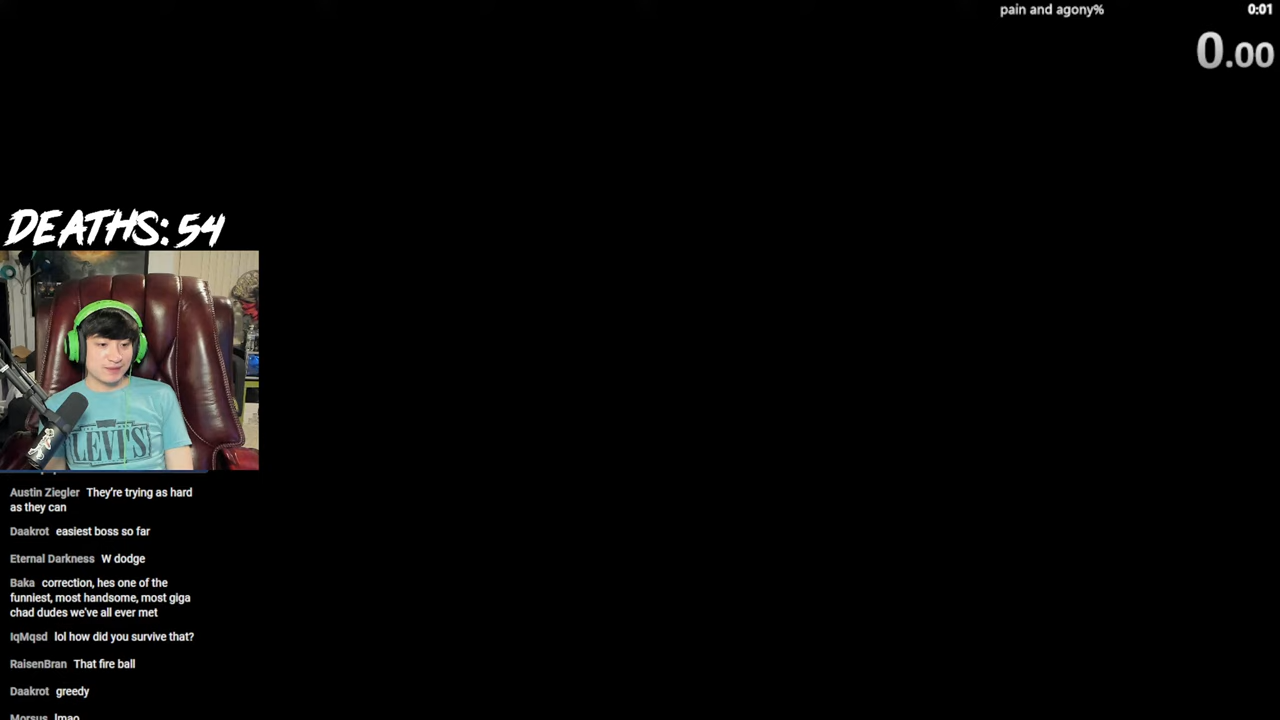 pain and agony%
0:01
0.00
DEATHS: 54
LEVI'S
Austin Ziegler They're trying as hard
as they can
Daakrot easiest boss so far
Eternal Darkness W dodge
Baka correction, hes one of the
funniest, most handsome, most giga
chad dudes we've all ever met
IqMqsd lol how did you survive that?
RaisenBran That fire ball
Daakrot greedy
Morsus lmao